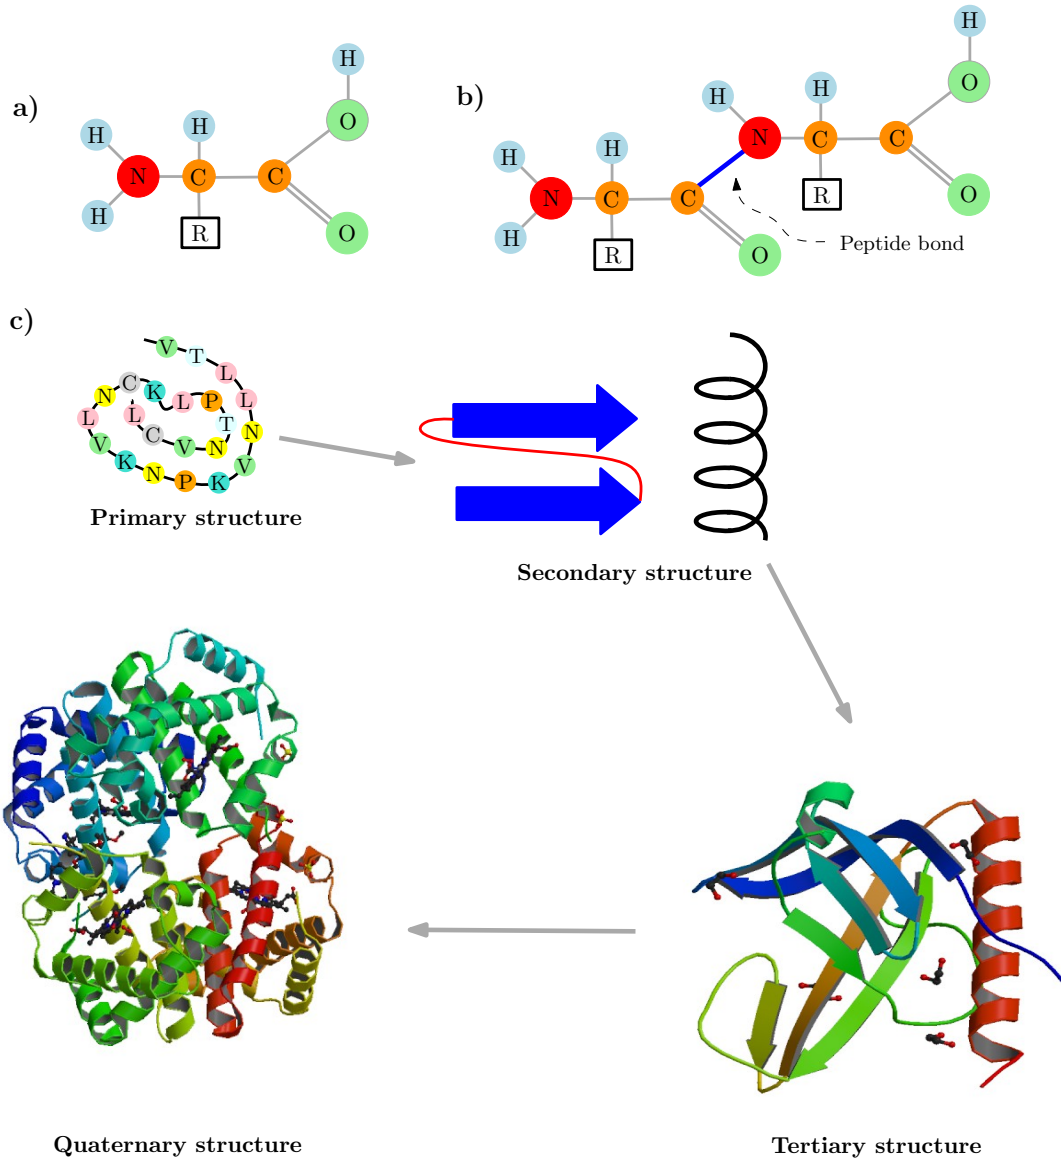 a)
H
O
H
H
N
C
C
H
R
O
b)
H
O
H
H
N
C
C
H
H
R
N
C
C
H
R
O
O
Peptide bond
c)
V T L L N V K P N K V L N C K L P T N V C L
Primary structure
Secondary structure
Quaternary structure
Tertiary structure